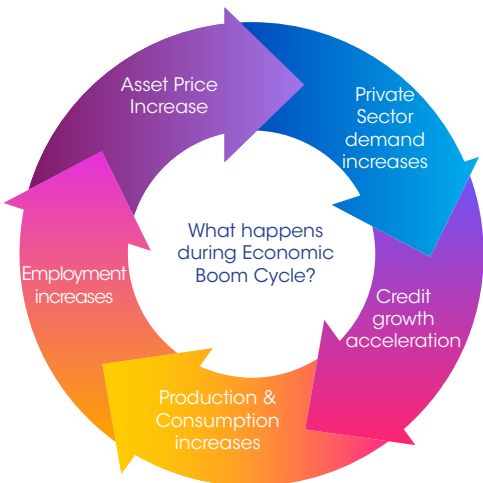 What happens
during Economic
Boom Cycle?
Asset Price
Increase
Private
Sector
demand
increases
Credit
growth
acceleration
Production &
Consumption
increases
Employment
increases